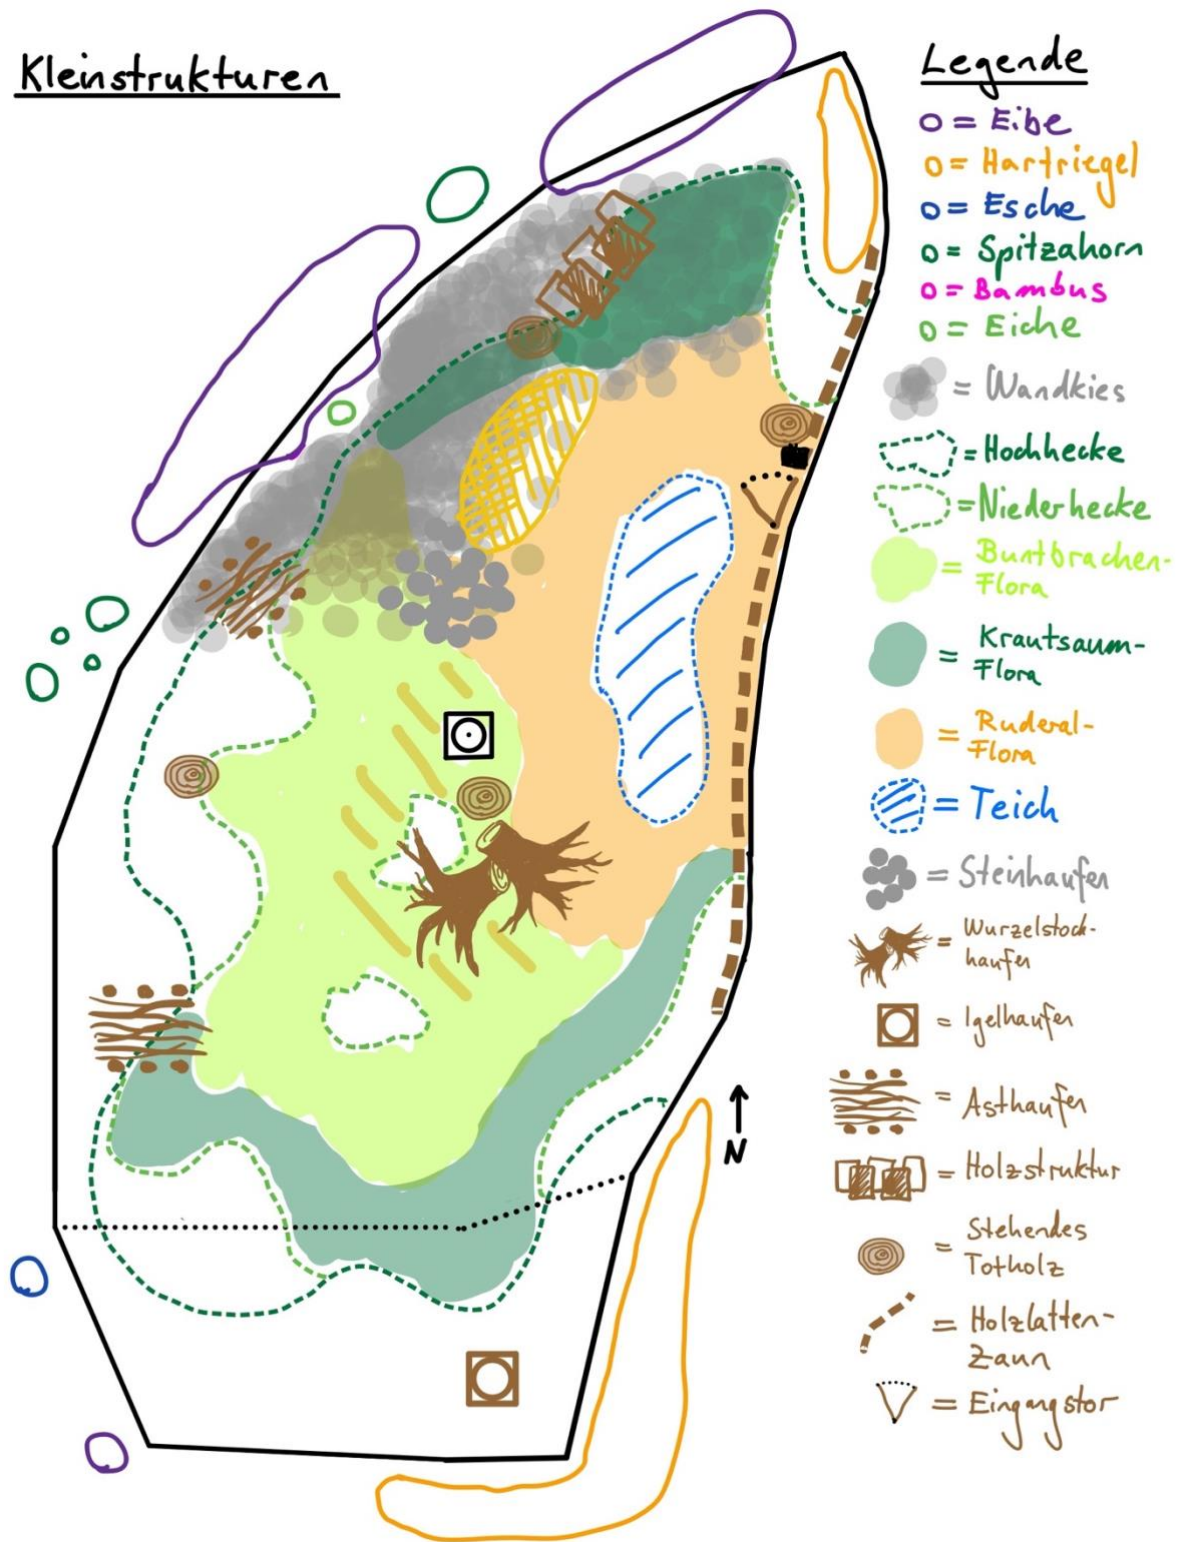 Kleinstrukturen
Legende
O = Eibe
O = Hartriegel
O = Esche
O = Spitzahorn
O = Bambus
O = Eiche
= Wandkies
= Hochhecke
= Niederhecke
= Buntbrachen-
Flora
= Krautsaum-
Flora
= Ruderal-
Flora
= Teich
= Steinhaufen
= Wurzelstock-
haufen
= Igelhaufen
= Asthaufen
= Holzstruktur
= Stehendes
Totholz
= Holzlatten-
Zaun
= Eingangstor
N